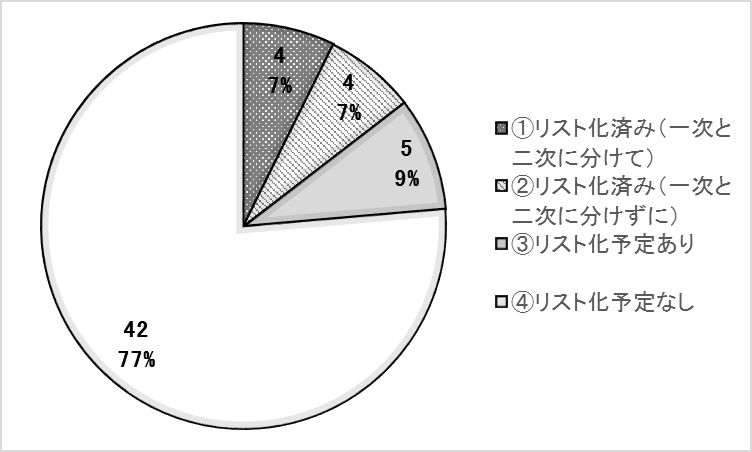 4
7%
4
7%
5
9%
42
77%
①リスト化済み（一次と
二次に分けて）
②リスト化済み（一次と
二次に分けずに）
③リスト化予定あり
④リスト化予定なし